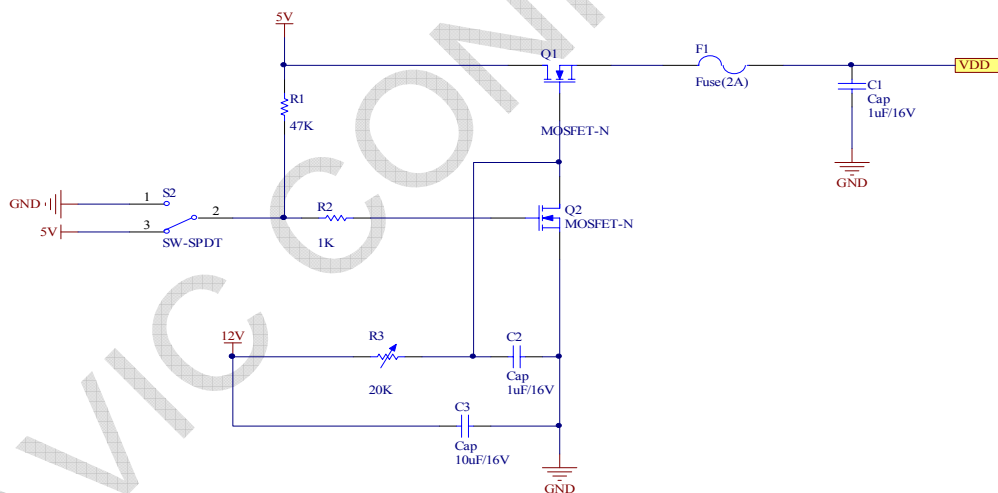 5V
Q1
F1
Fuse(2A)
VDD
C1
Cap
1uF/16V
R1
47K
MOSFET-N
GND
GND
1
S2
5V
3
2
SW-SPDT
R2
1K
Q2
MOSFET-N
12V
R3
20K
C2
Cap
1uF/16V
C3
Cap
10uF/16V
GND
VIC CON